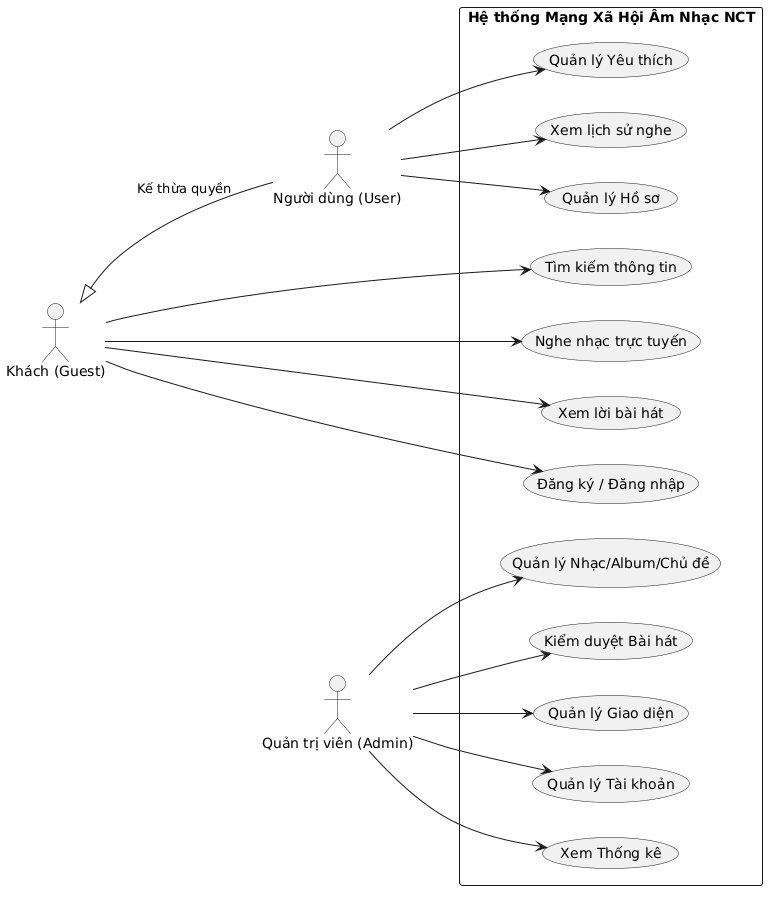 Hệ thống Mạng Xã Hội Âm Nhạc NCT
Quản lý Yêu thích
Xem lịch sử nghe
Kế thừa quyền
Người dùng (User)
Quản lý Hồ sơ
Tìm kiếm thông tin
Nghe nhạc trực tuyến
Khách (Guest)
Xem lời bài hát
Đăng ký / Đăng nhập
Quản lý Nhạc/Album/Chủ đề
Kiểm duyệt Bài hát
Quản lý Giao diện
Quản trị viên (Admin)
Quản lý Tài khoản
Xem Thống kê